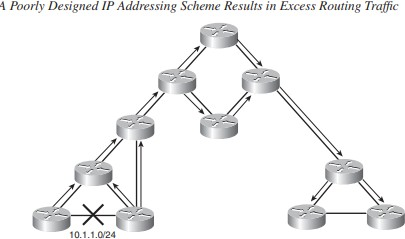 A Poorly Designed IP Addressing Scheme Results in Excess Routing Traffic
10.1.1.0/24